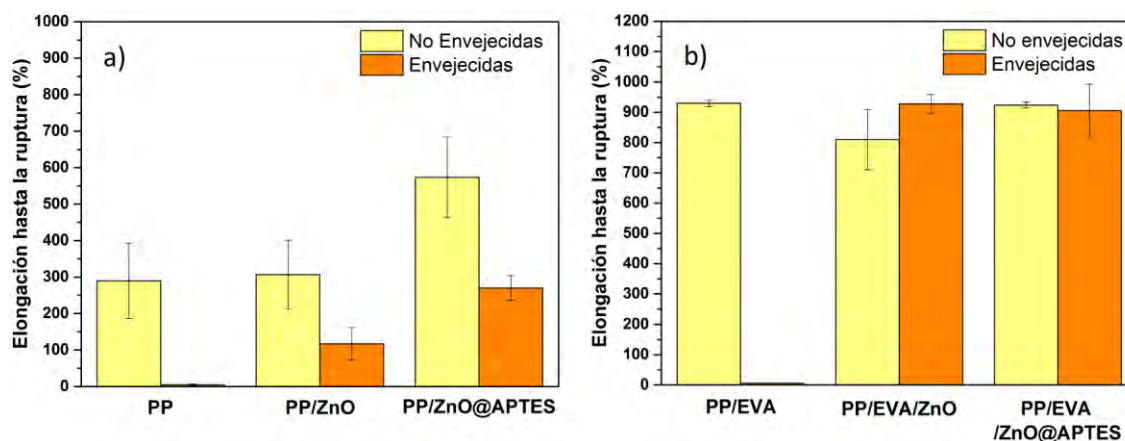 a)
No Envejecidas
Envejecidas
Elongación hasta la ruptura (%)
1000
900
800
700
600
500
400
300
200
100
0
PP
PP/ZnO
PP/ZnO@APTES
b)
No envejecidas
Envejecidas
Elongación hasta la ruptura (%)
1200
1100
1000
900
800
700
600
500
400
300
200
100
0
PP/EVA
PP/EVA/ZnO
PP/EVA
/ZnO@APTES